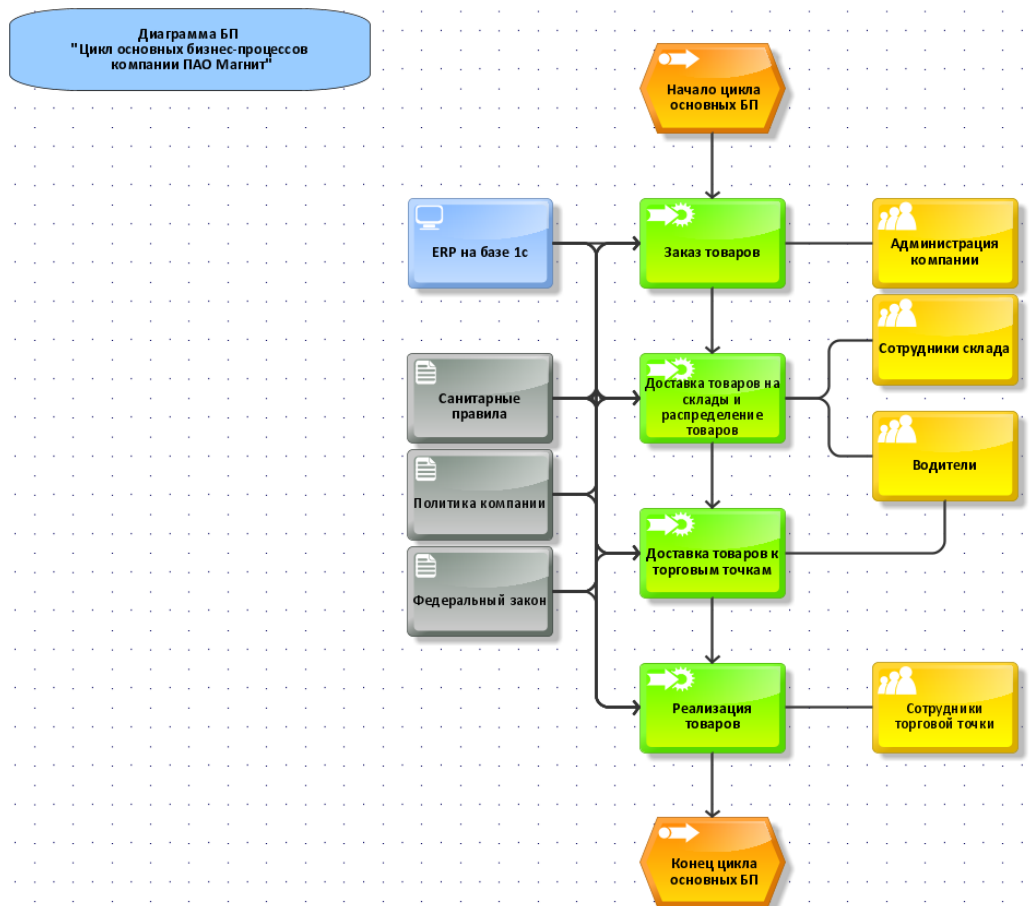 Диаграмма БП
"Цикл основных бизнес-процессов
компании ПАО Магнит"
Начало цикла
основных БП
ERP на базе 1с
Заказ товаров
Администрация
компании
Сотрудники склада
Санитарные
правила
Доставка товаров на
склады и
распределение
товаров
Водители
Политика компании
Доставка товаров к
торговым точкам
Федеральный закон
Реализация
товаров
Сотрудники
торговой точки
Конец цикла
основных БП